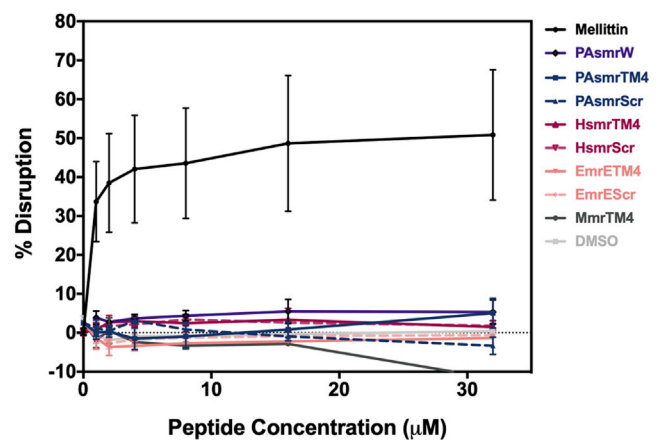 80
70
60
50
40
30
20
10
0
-10
% Disruption
0
10
20
30
Peptide Concentration (μM)
Mellittin
PAsmrW
PAsmrTM4
PAsmrScr
HsmrTM4
HsmrScr
EmrETM4
EmrEScr
MmrTM4
DMSO